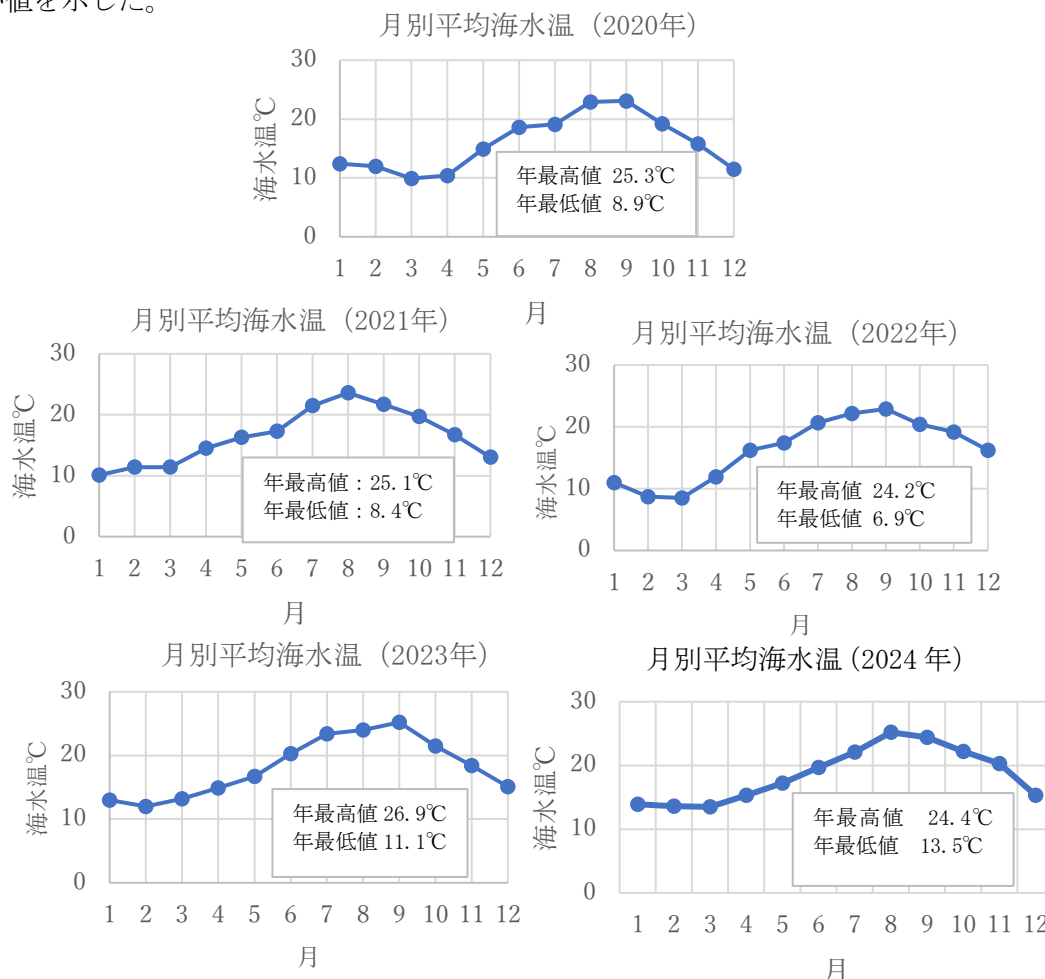 値を示した。
月別平均海水温（2020年）
海水温℃
30
20
10
0
年最高値 25.3℃
年最低値 8.9℃
1 2 3 4 5 6 7 8 9 10 11 12
月
月別平均海水温（2021年）
海水温℃
30
20
10
0
年最高値：25.1℃
年最低値：8.4℃
1 2 3 4 5 6 7 8 9 10 11 12
月
月別平均海水温（2022年）
海水温℃
30
20
10
0
年最高値 24.2℃
年最低値 6.9℃
1 2 3 4 5 6 7 8 9 10 11 12
月
月別平均海水温（2023年）
海水温℃
30
20
10
0
年最高値 26.9℃
年最低値 11.1℃
1 2 3 4 5 6 7 8 9 10 11 12
月
月別平均海水温（2024 年）
海水温℃
30
20
10
0
年最高値 24.4℃
年最低値 13.5℃
1 2 3 4 5 6 7 8 9 10 11 12
月